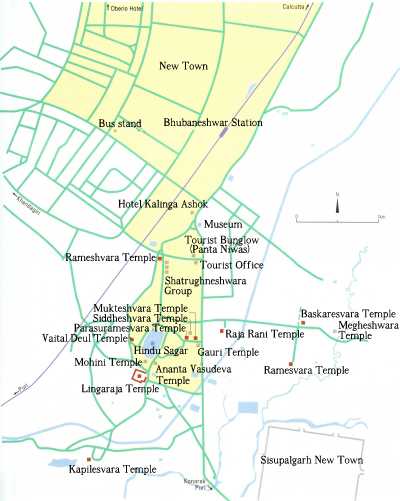 Oberio Hotel
Calcutta
New Town
Bus stand
Bhubaneshwar Station
Khandagiri
Hotel Kalinga Ashok
N
Museum
Tourist Bunglow
(Panta Niwas)
Rameshvara Temple
Tourist Office
Shatrughneshwara
Group
Mukteshvara Temple
Siddheshvara Temple
Parasuramesvara Temple
Vaital Deul Temple
Baskaresvara Temple
Megheshwara
Temple
Raja Rani Temple
Hindu Sagar
Gauri Temple
Mohini Temple
Ananta Vasudeva
Temple
Ramesvara Temple
Puri
Lingaraja Temple
Kapilesvara Temple
Sisupalgarh New Town
Konarak
Puri